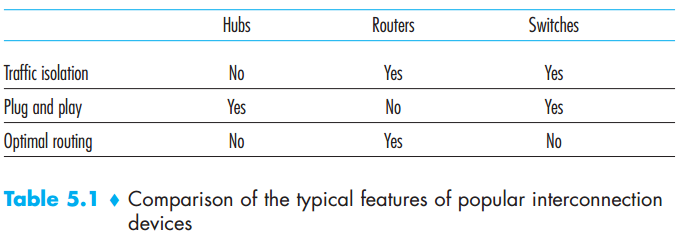 Hubs Routers Switches
Traffic isolation No Yes Yes
Plug and play Yes No Yes
Optimal routing No Yes No
Table 5.1 ♦ Comparison of the typical features of popular interconnection
devices